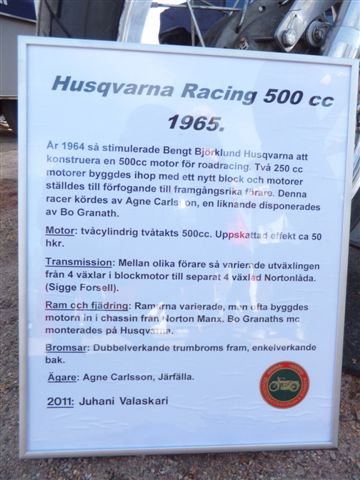 Husqvarna Racing 500 cc
1965.
År 1964 så stimulerade Bengt Björklund Husqvarna att
konstruera en 500cc motor för roadracing. Två 250 cc
motorer byggdes ihop med ett nytt block och motorer
ställdes till förfogande till framgångsrika förare. Denna
racer kördes av Agne Carlsson, en liknande disponerades
av Bo Granath.
Motor: tvåcylindrig tvåtakts 500cc. Uppskattad effekt ca 50
hkr.
Transmission: Mellan olika förare så varierade utväxlingen
från 4 växlar i blockmotor till separat 4 växlad Nortonlåda.
(Sigge Forsell).
Ram och fjädring: Ramarna varierade, men ofta byggdes
motorn in i chassin från Norton Manx. Bo Granaths mc
monterades på Husqvarna.
Bromsar: Dubbelverkande trumbroms fram, enkelverkande
bak.
Ägare: Agne Carlsson, Järfälla.
2011: Juhani Valaskari